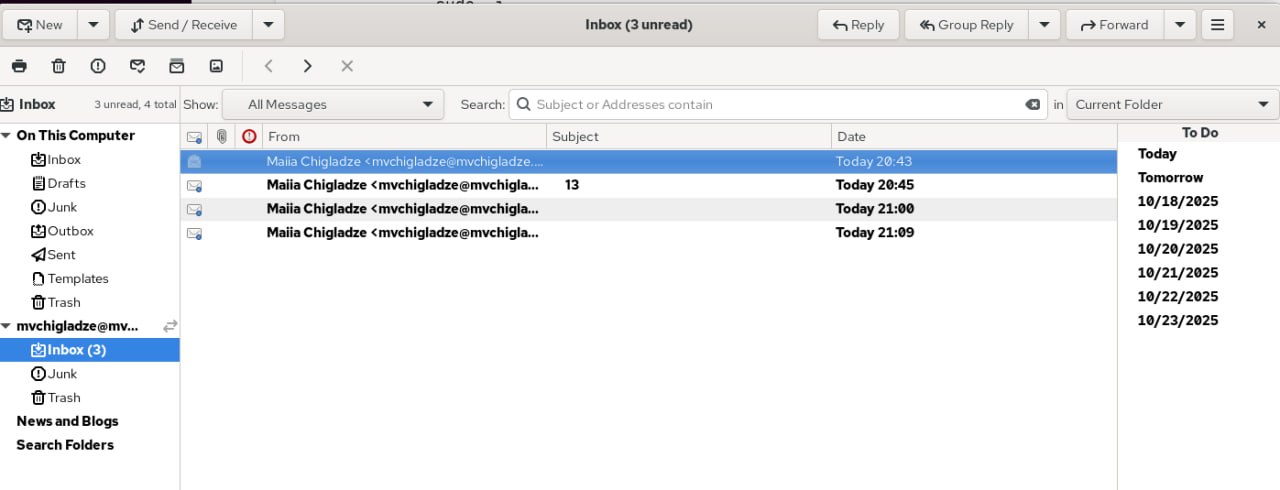 New Send / Receive Inbox (3 unread) Reply Group Reply Forward
Inbox 3 unread, 4 total Show: All Messages Search: Subject or Addresses contain in Current Folder
On This Computer
Inbox
Drafts
Junk
Outbox
Sent
Templates
Trash
mvchigladze@mv...
Inbox (3)
Junk
Trash
News and Blogs
Search Folders
From Subject Date
Maiia Chigladze <mvchigladze@mvchigladze.... Today 20:43
Maiia Chigladze <mvchigladze@mvchigla... 13 Today 20:45
Maiia Chigladze <mvchigladze@mvchigla... Today 21:00
Maiia Chigladze <mvchigladze@mvchigla... Today 21:09
To Do
Today
Tomorrow
10/18/2025
10/19/2025
10/20/2025
10/21/2025
10/22/2025
10/23/2025